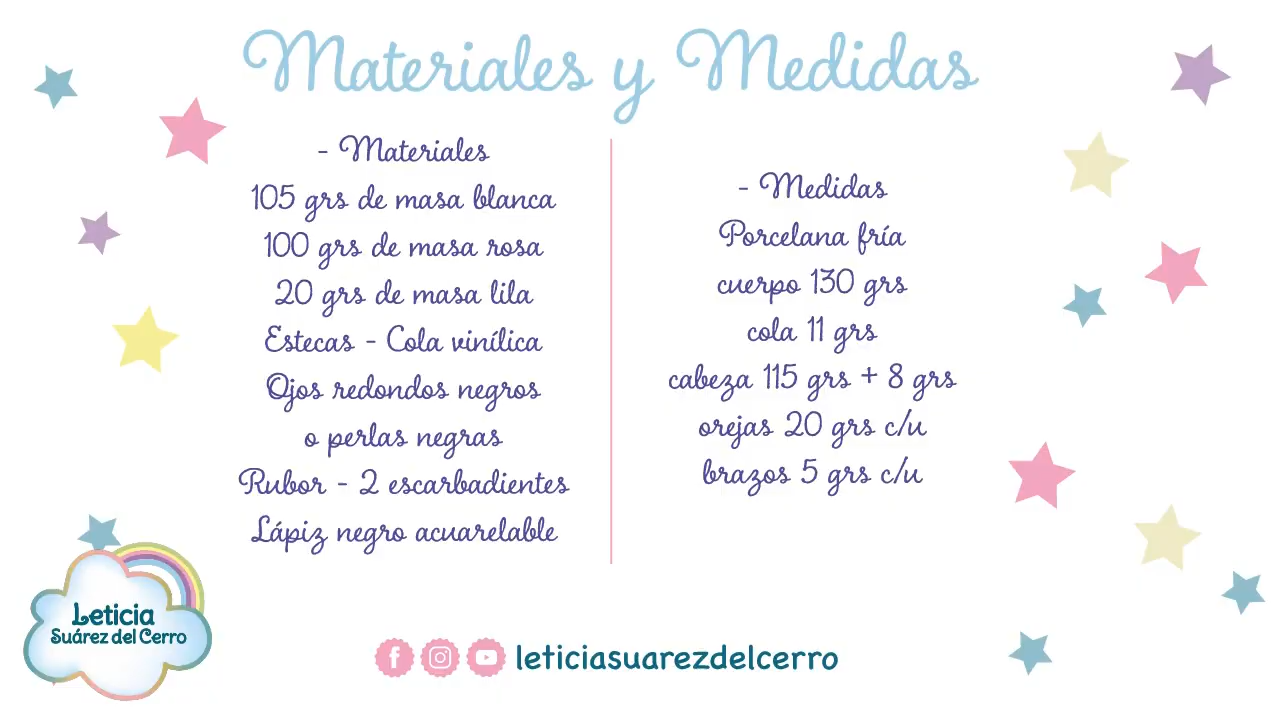 Materiales y Medidas
- Materiales
105 grs de masa blanca
100 grs de masa rosa
20 grs de masa lila
Estecas - Cola vinílica
Ojos redondos negros
o perlas negras
Rubor - 2 escarbadientes
Lápiz negro acuarelable
- Medidas
Porcelana fría
cuerpo 130 grs
cola 11 grs
cabeza 115 grs + 8 grs
orejas 20 grs c/u
brazos 5 grs c/u
Leticia
Suárez del Cerro
leticiasuarezdelcerro